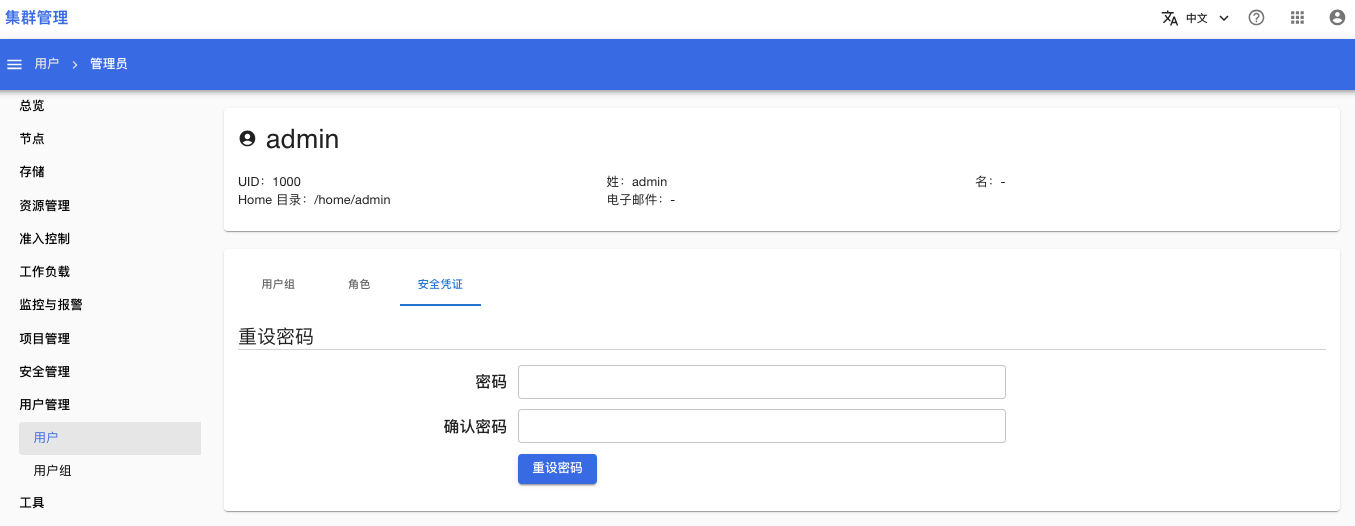 集群管理
中文
用户 > 管理员
总览
节点
存储
资源管理
准入控制
工作负载
监控与报警
项目管理
安全管理
用户管理
用户
用户组
工具
admin
UID：1000 姓：admin 名：-
Home 目录：/home/admin 电子邮件：-
用户组 角色 安全凭证
重设密码
密码
确认密码
重设密码